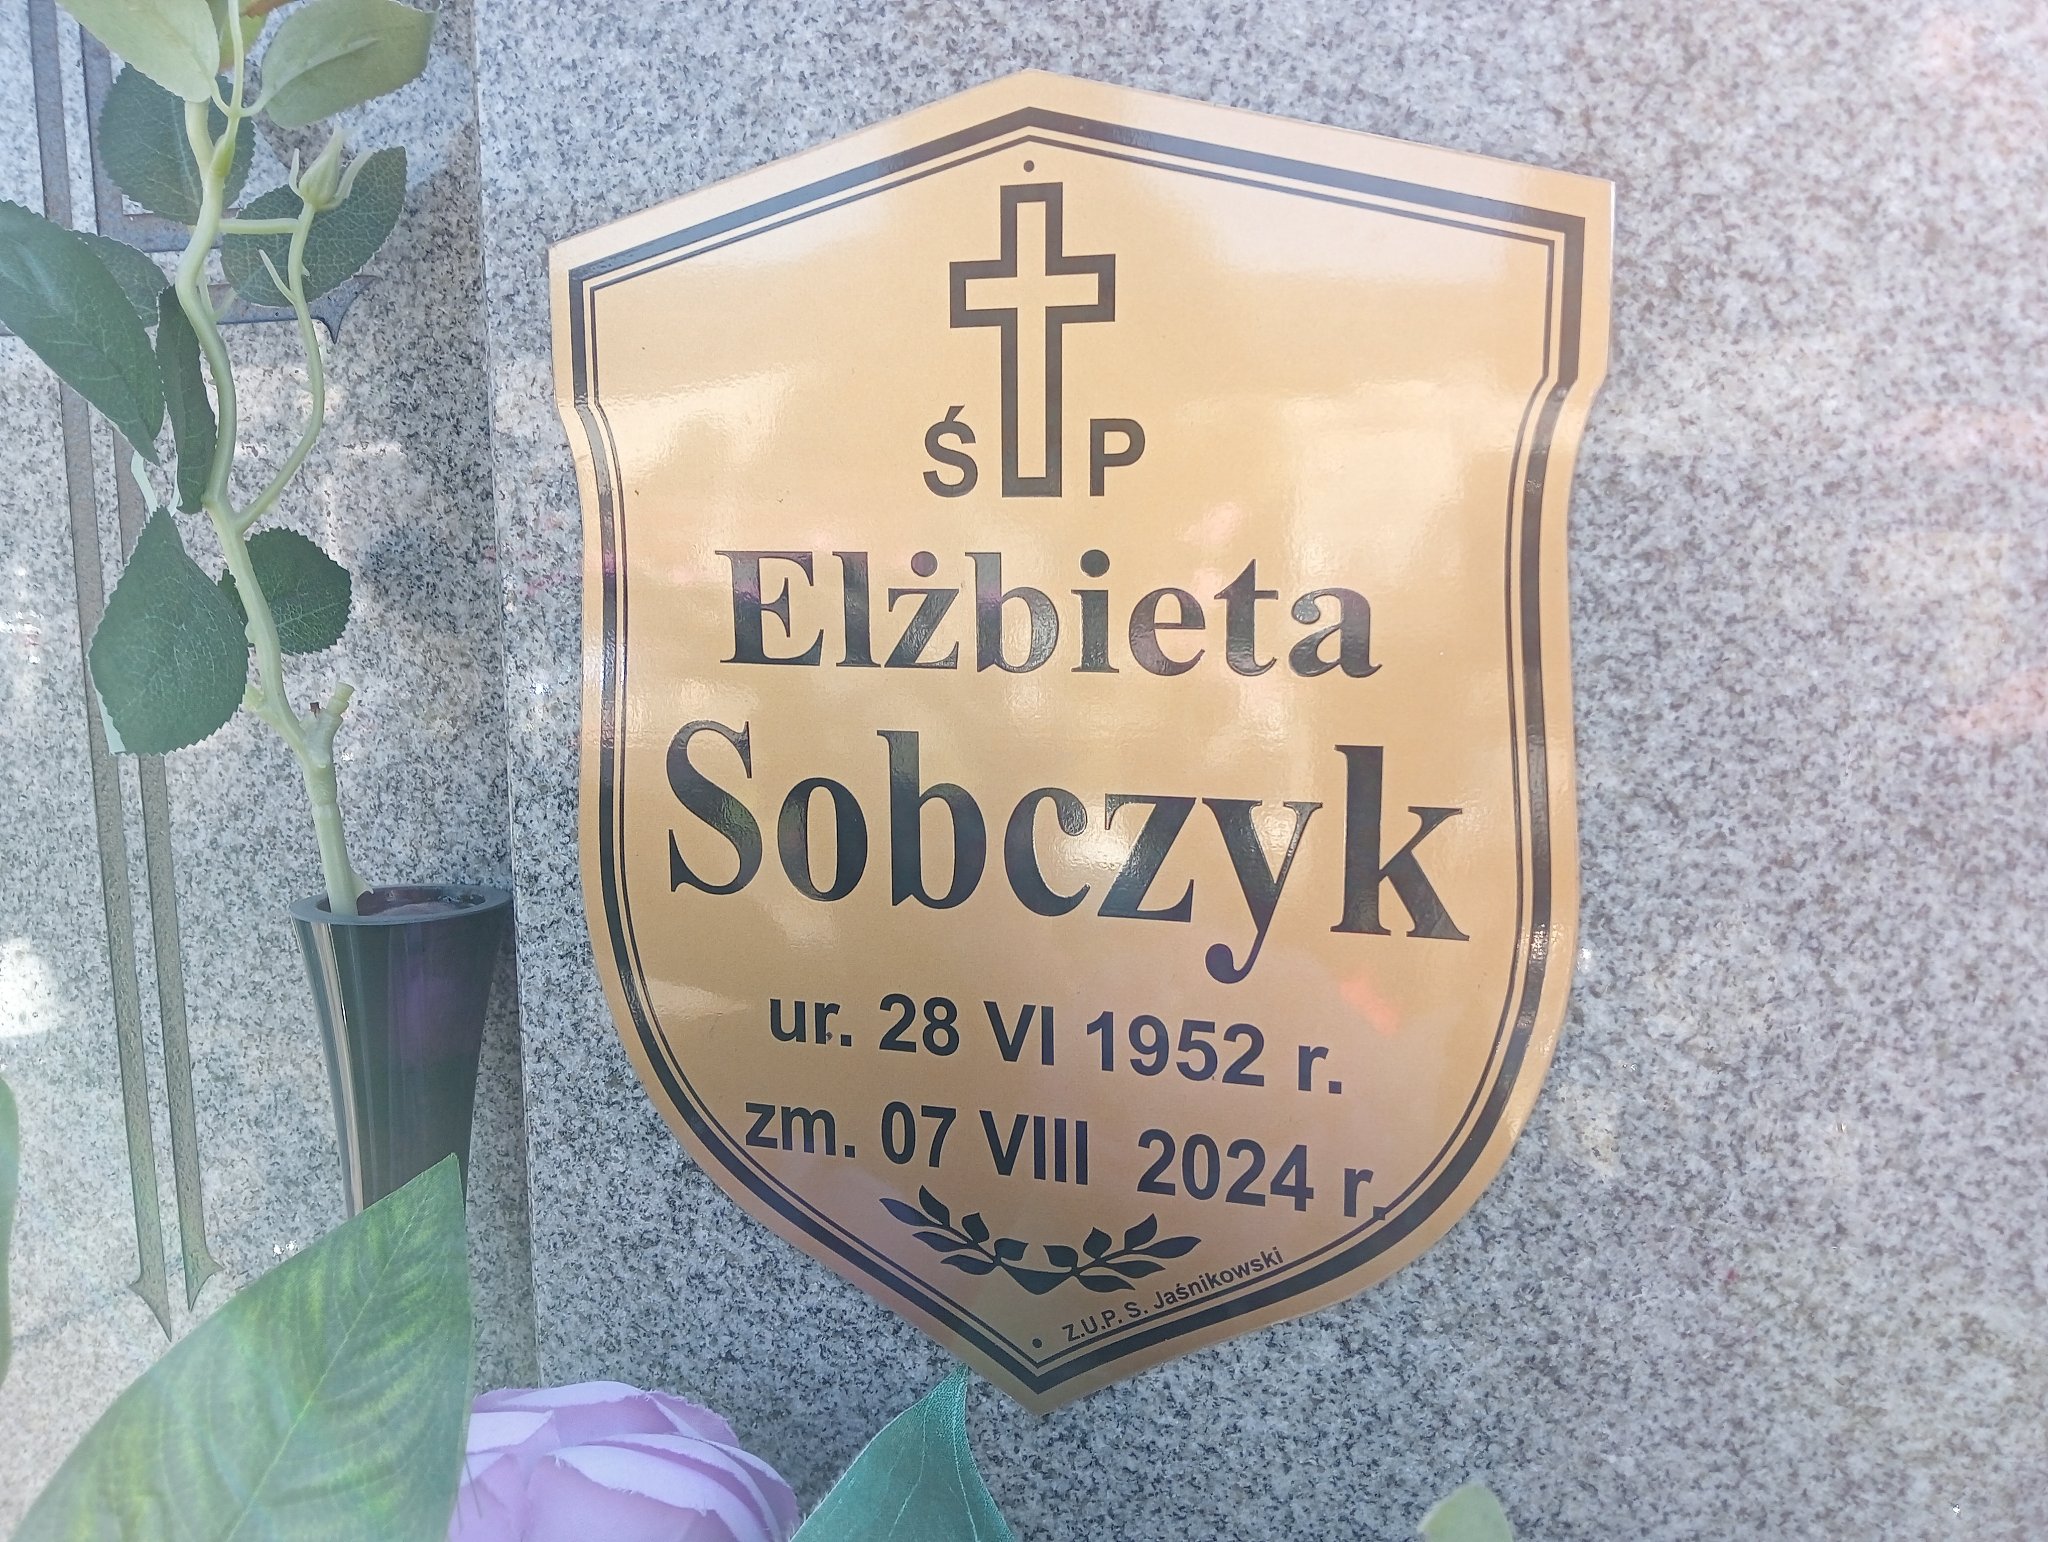 Ś P
Elżbieta
Sobczyk
ur. 28 VI 1952 r.
zm. 07 VIII 2024 r.
Z.U.P. S. Jaśnikowski